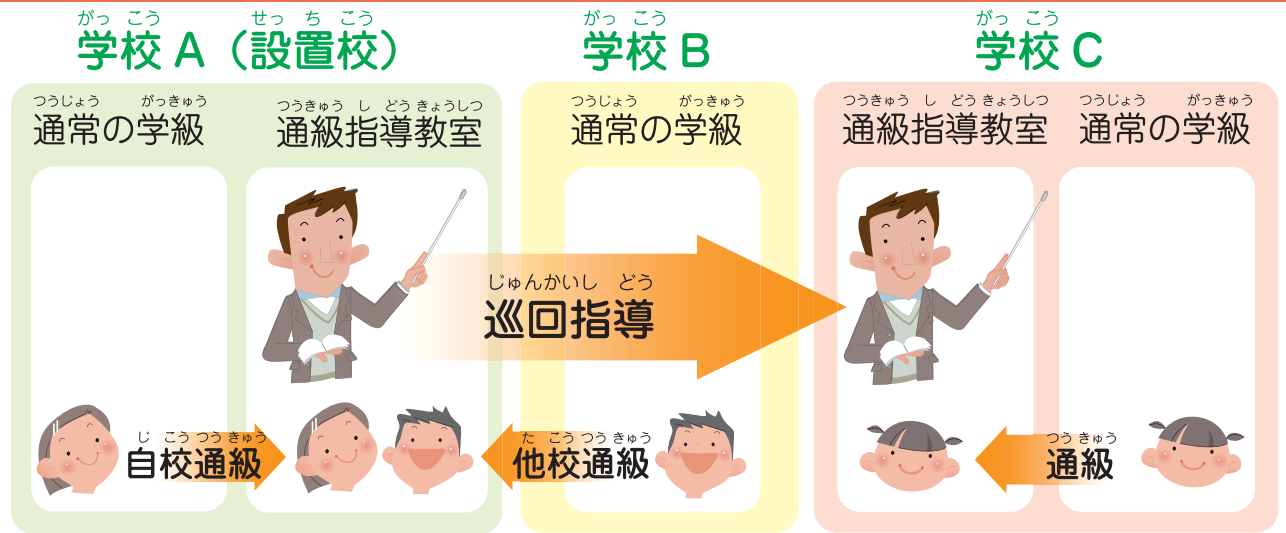 がっ こう
学校 A（設置校）
せっ ち こう
がっ こう
学校 B
がっ こう
学校 C
つうじょう がっきゅう
通常の学級
つうきゅう し どう きょうしつ
通級指導教室
つうじょう がっきゅう
通常の学級
つうきゅう し どう きょうしつ
通級指導教室
つうじょう がっきゅう
通常の学級
じゅんかいし どう
巡回指導
じ こう つう きゅう
自校通級
た こう つう きゅう
他校通級
つう きゅう
通級